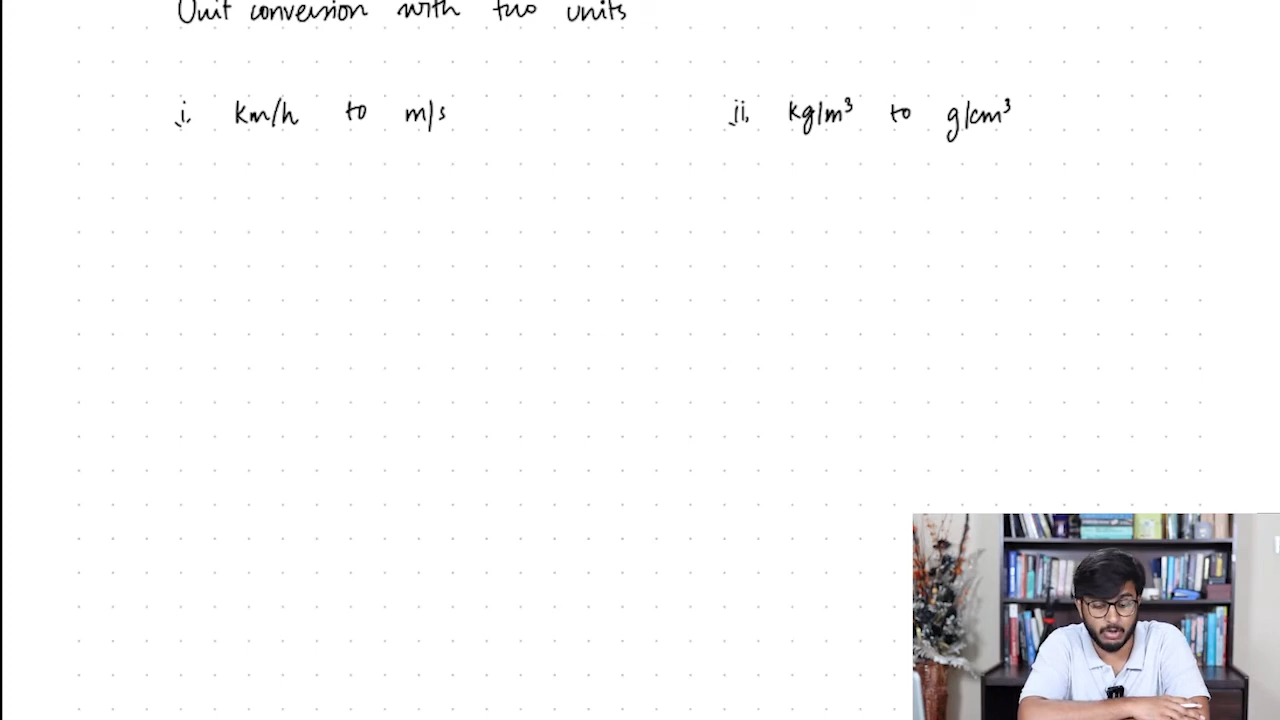 Unit conversion with two units
i. km/h to m/s
ii. kg/m³ to g/cm³